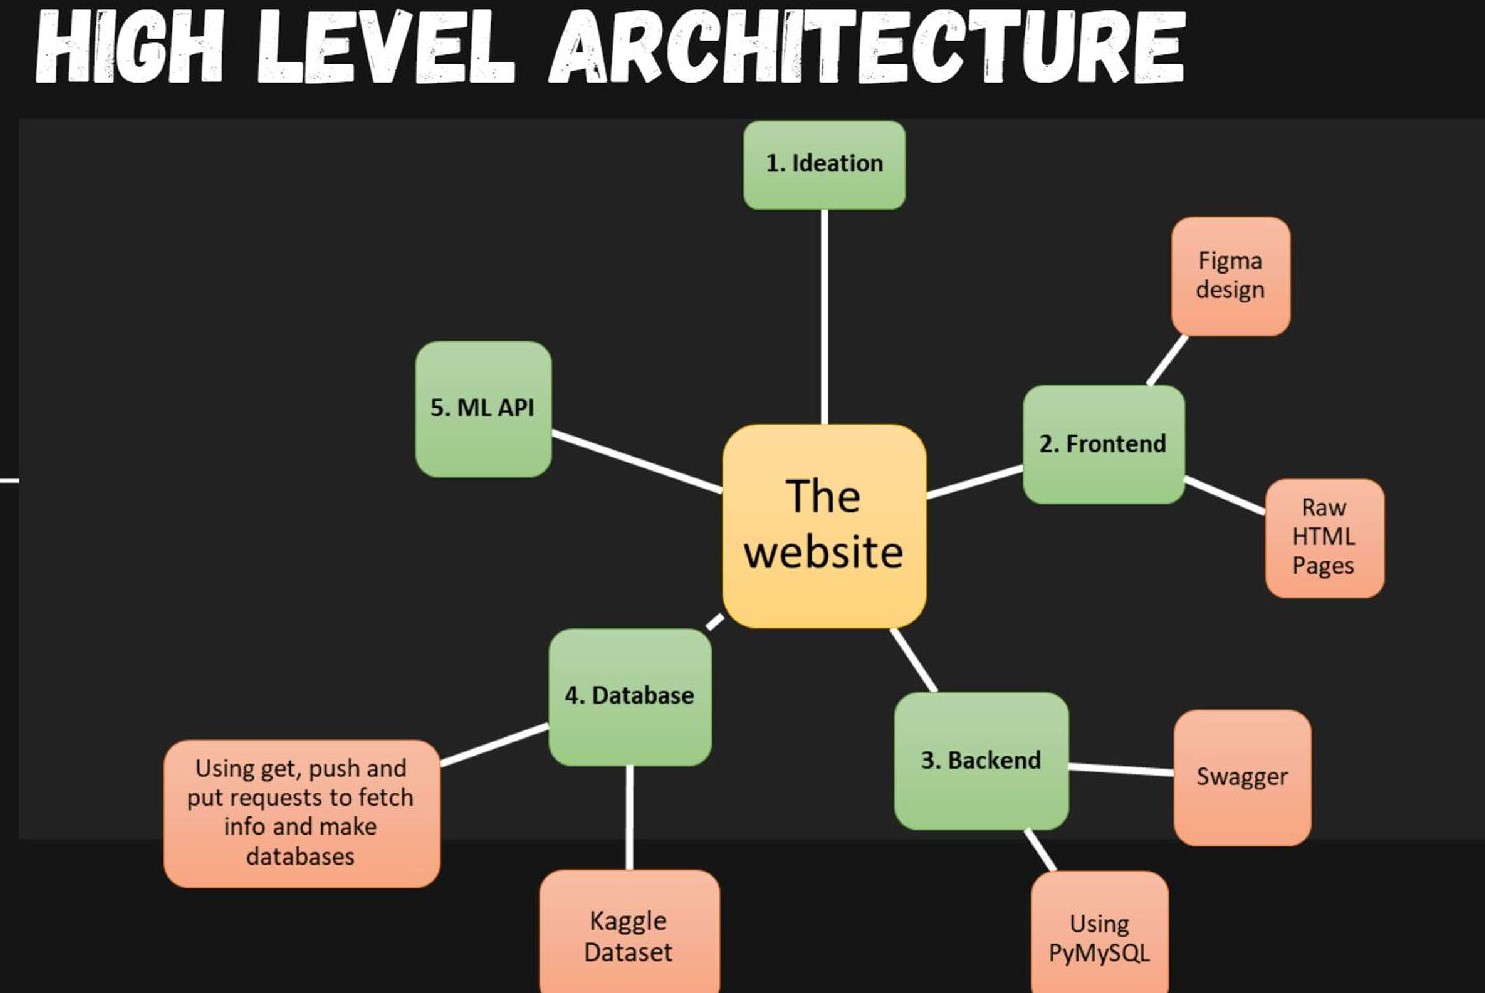 HIGH LEVEL ARCHITECTURE
1. Ideation
Figma
design
5. ML API
2. Frontend
The
website
Raw
HTML
Pages
4. Database
3. Backend
Swagger
Using get, push and
put requests to fetch
info and make
databases
Kaggle
Dataset
Using
PyMySQL